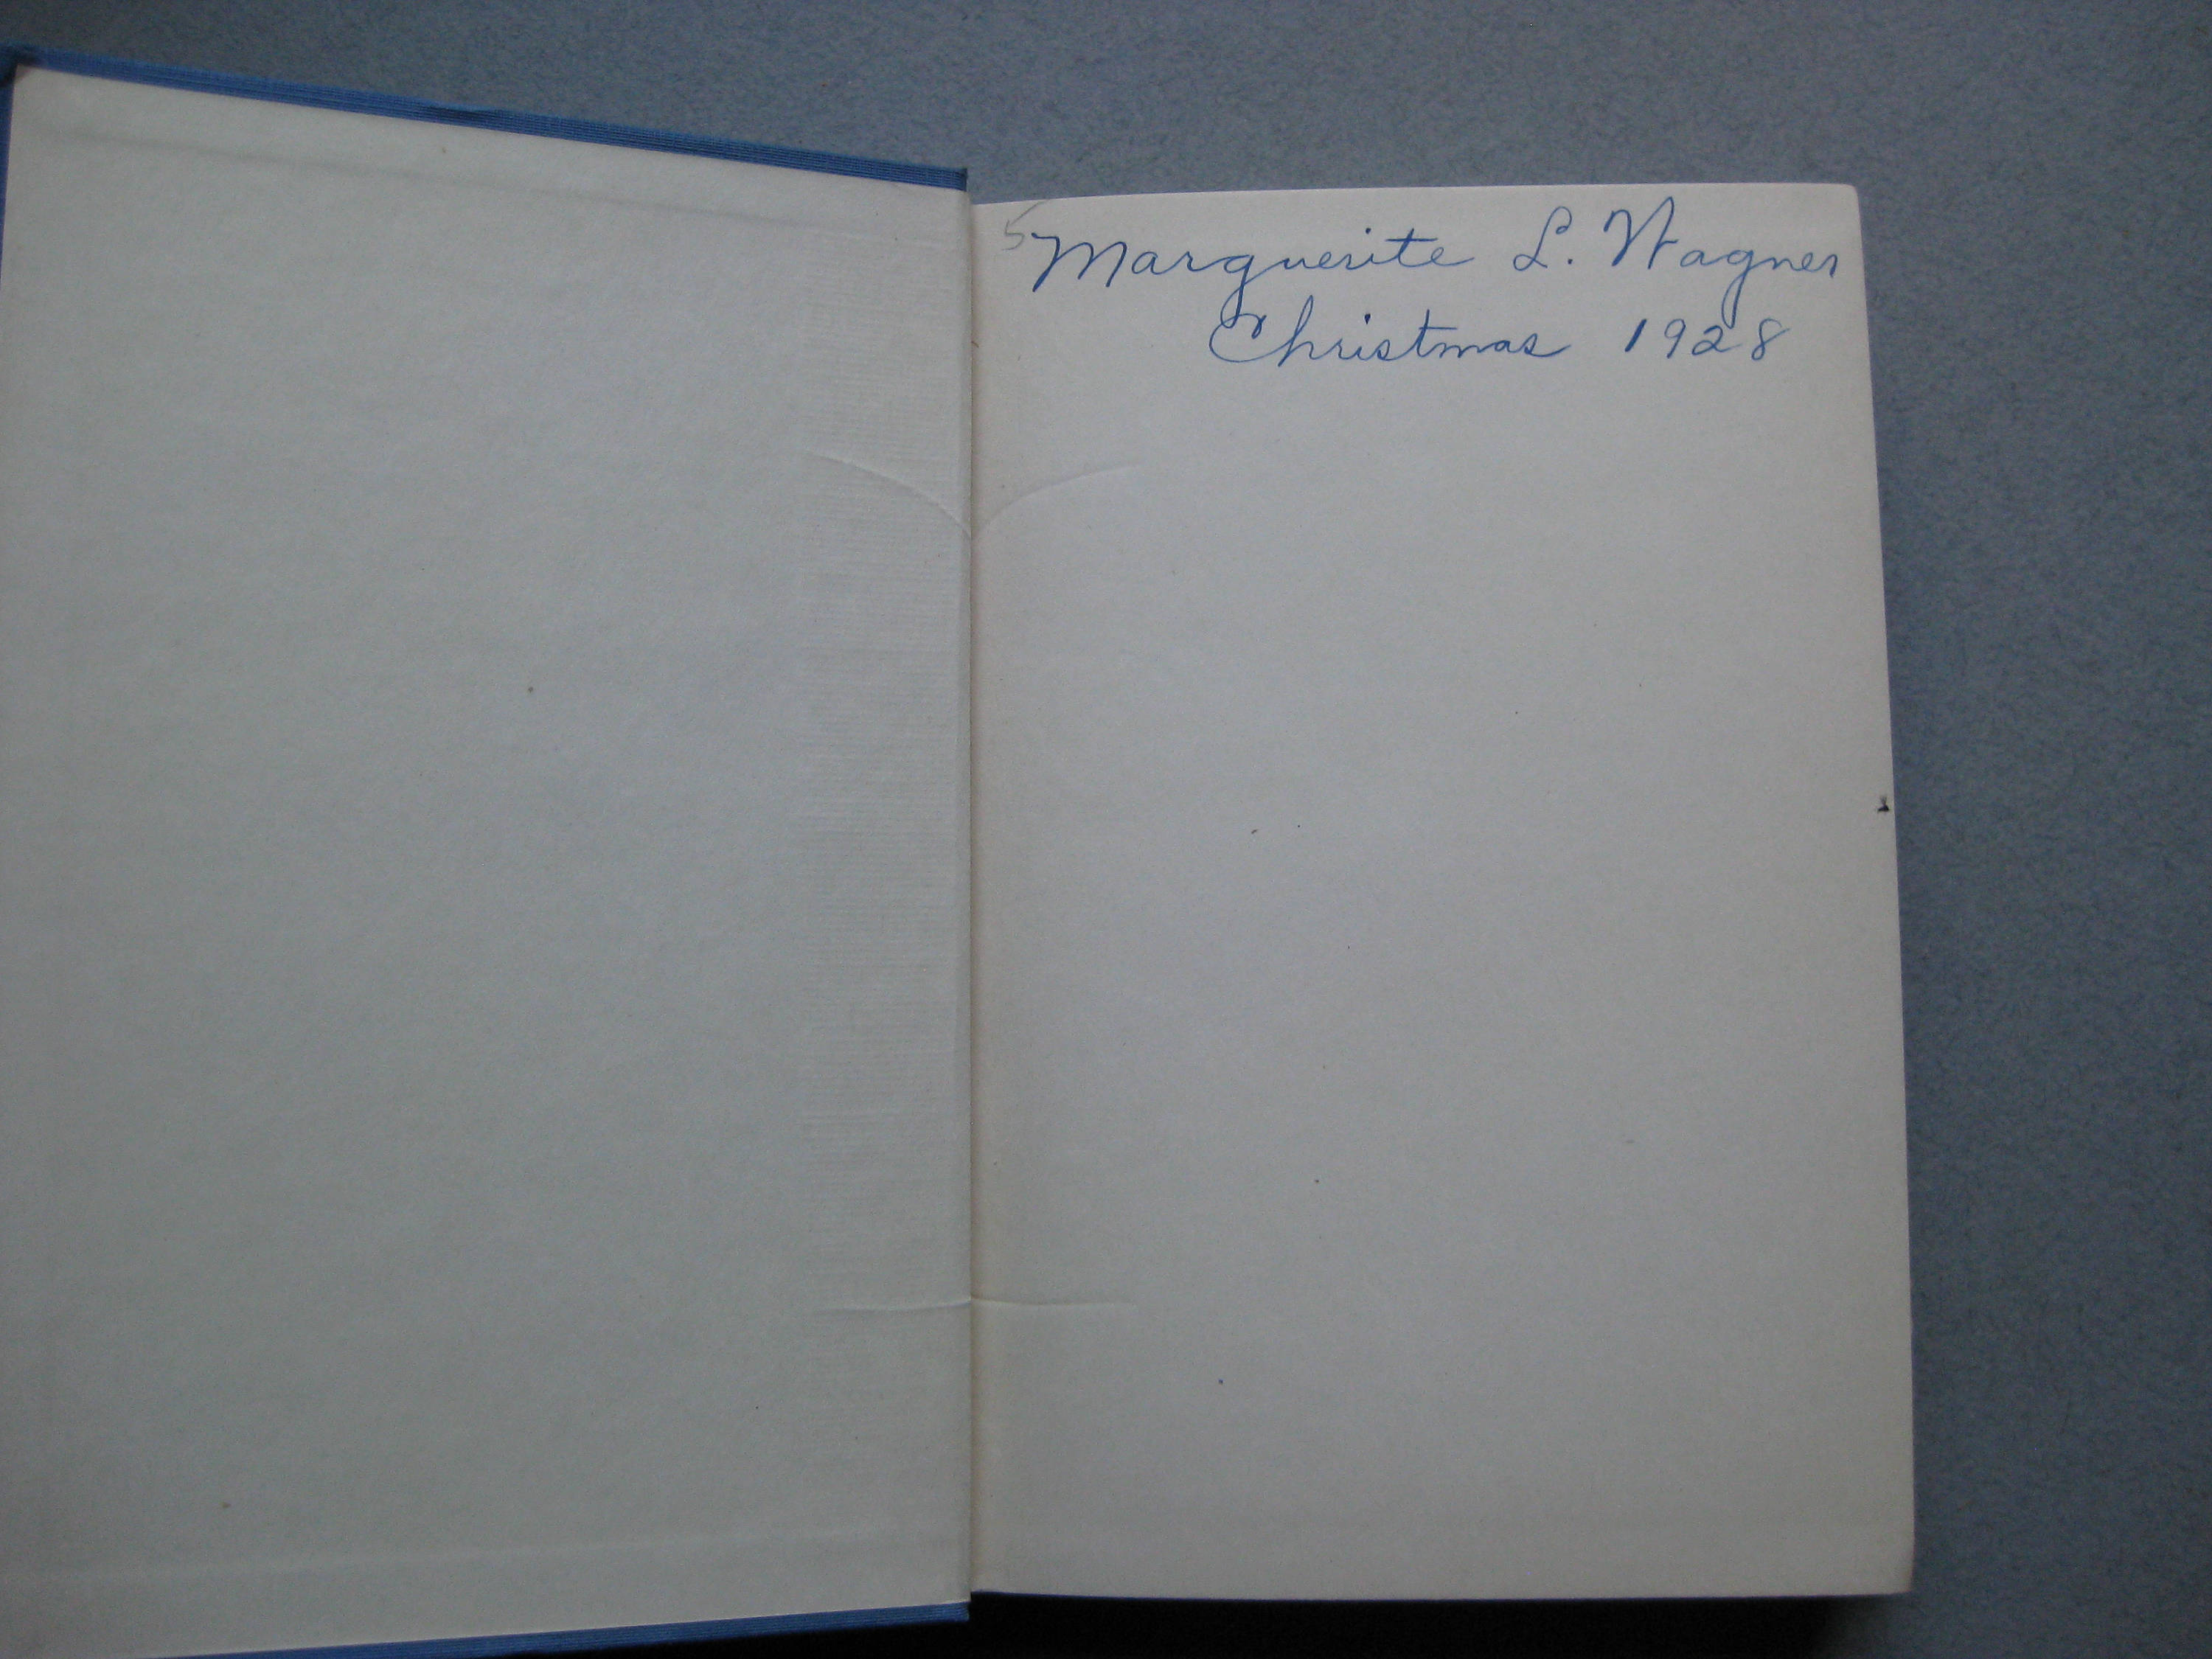 5
Marguerite L. Wagner
Christmas 1928